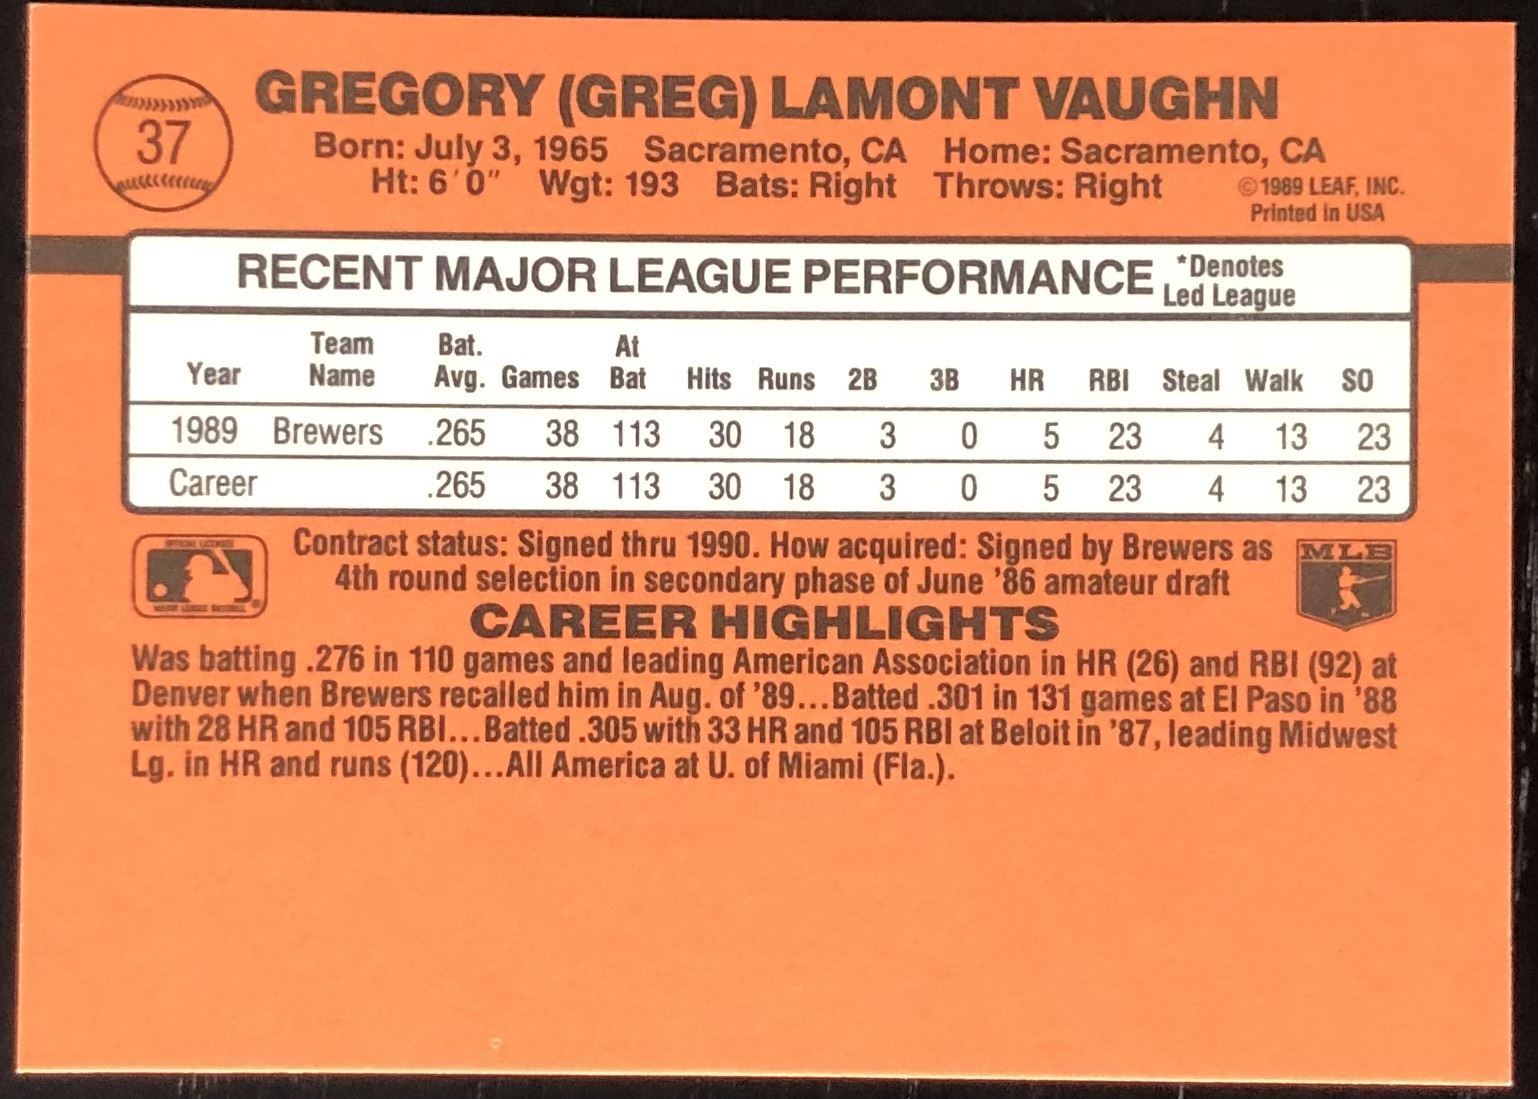 37
GREGORY (GREG) LAMONT VAUGHN
Born: July 3, 1965 Sacramento, CA Home: Sacramento, CA
Ht: 6'0" Wgt: 193 Bats: Right Throws: Right
©1989 LEAF, INC.
Printed in USA
RECENT MAJOR LEAGUE PERFORMANCE *Denotes
Led League
Year Team Name Bat. Avg. Games At Bat Hits Runs 2B 3B HR RBI Steal Walk SO
1989 Brewers .265 38 113 30 18 3 0 5 23 4 13 23
Career .265 38 113 30 18 3 0 5 23 4 13 23
Contract status: Signed thru 1990. How acquired: Signed by Brewers as
4th round selection in secondary phase of June '86 amateur draft
OFFICIAL LICENSEE
MAJOR LEAGUE BASEBALL ®
MLB
CAREER HIGHLIGHTS
Was batting .276 in 110 games and leading American Association in HR (26) and RBI (92) at
Denver when Brewers recalled him in Aug. of '89...Batted .301 in 131 games at El Paso in '88
with 28 HR and 105 RBI...Batted .305 with 33 HR and 105 RBI at Beloit in '87, leading Midwest
Lg. in HR and runs (120)...All America at U. of Miami (Fla.).